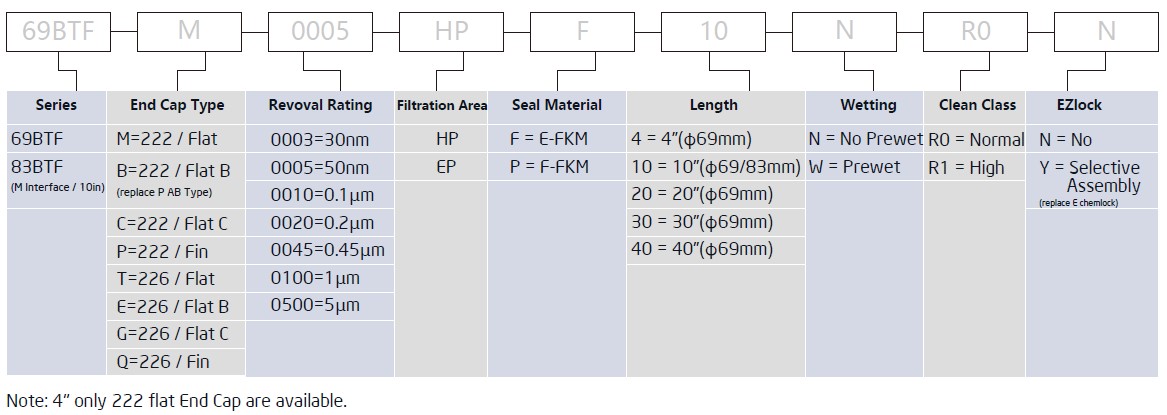 69BTF M 0005 HP F 10 N R0 N
Series End Cap Type Revoval Rating Filtration Area Seal Material Length Wetting Clean Class EZlock
69BTF M=222 / Flat 0003=30nm HP F = E-FKM 4 = 4”(φ69mm) N = No Prewet R0 = Normal N = No
83BTF B=222 / Flat B 0005=50nm EP P = F-FKM 10 = 10”(φ69/83mm) W = Prewet R1 = High Y = Selective
Assembly
(M Interface / 10in) (replace P AB Type) 0010=0.1μm 20 = 20”(φ69mm) (replace E chemlock)
C=222 / Flat C 0020=0.2μm 30 = 30”(φ69mm)
P=222 / Fin 0045=0.45μm 40 = 40”(φ69mm)
T=226 / Flat 0100=1μm
E=226 / Flat B 0500=5μm
G=226 / Flat C
Q=226 / Fin
Note: 4” only 222 flat End Cap are available.